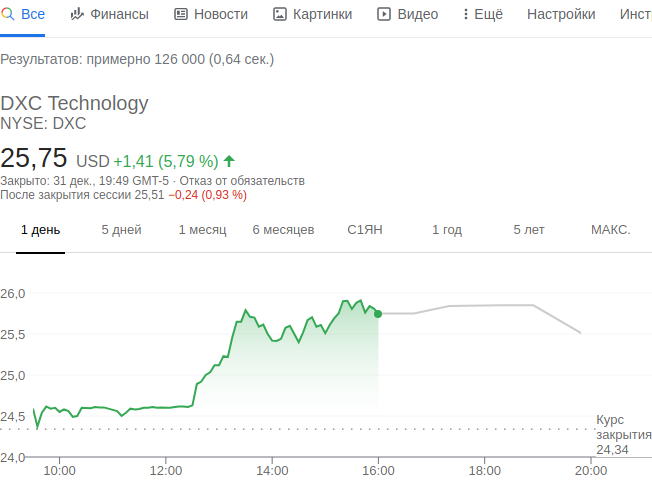 Все Финансы Новости Картинки Видео Ещё Настройки Инст
Результатов: примерно 126 000 (0,64 сек.)
DXC Technology
NYSE: DXC
25,75 USD +1,41 (5,79 %)
Закрыто: 31 дек., 19:49 GMT-5 · Отказ от обязательств
После закрытия сессии 25,51 −0,24 (0,93 %)
1 день 5 дней 1 месяц 6 месяцев С1ЯН 1 год 5 лет МАКС.
26,0
25,5
25,0
24,5
Курс
закрытия
24,34
24,0
10:00 12:00 14:00 16:00 18:00 20:00